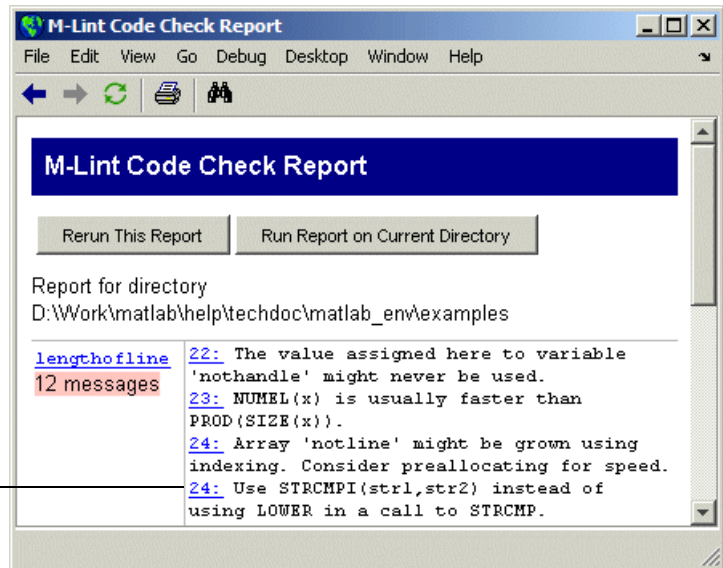 M-Lint Code Check Report
File Edit View Go Debug Desktop Window Help
M-Lint Code Check Report
Rerun This Report Run Report on Current Directory
Report for directory
D:\Work\matlab\help\techdoc\matlab_env\examples
lengthofline
12 messages
22: The value assigned here to variable
'nothandle' might never be used.
23: NUMEL(x) is usually faster than
PROD(SIZE(x)).
24: Array 'notline' might be grown using
indexing. Consider preallocating for speed.
24: Use STRCMPI(str1,str2) instead of
using LOWER in a call to STRCMP.